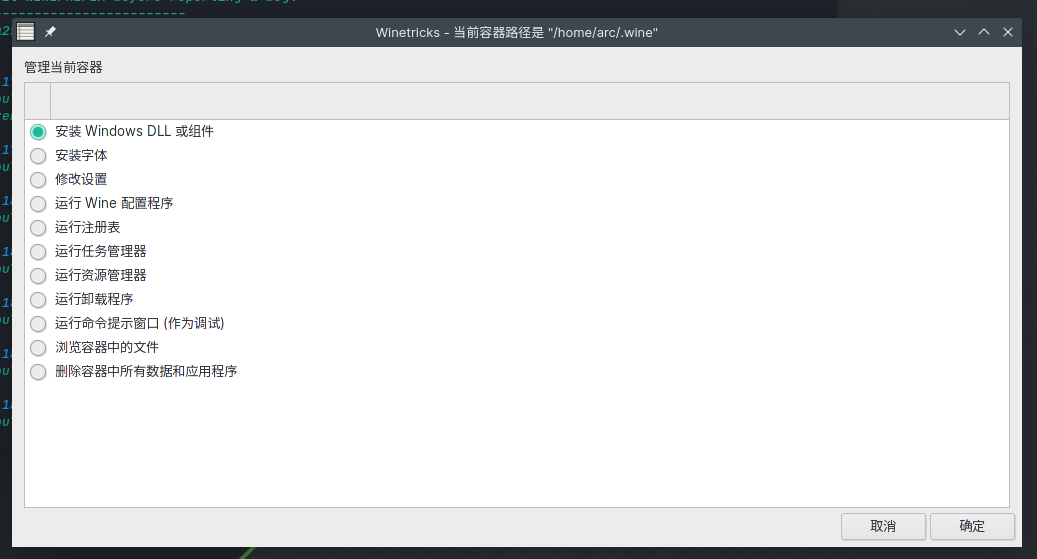 Winetricks - 当前容器路径是 "/home/arc/.wine"
管理当前容器
安装 Windows DLL 或组件
安装字体
修改设置
运行 Wine 配置程序
运行注册表
运行任务管理器
运行资源管理器
运行卸载程序
运行命令提示窗口 (作为调试)
浏览容器中的文件
删除容器中所有数据和应用程序
取消
确定